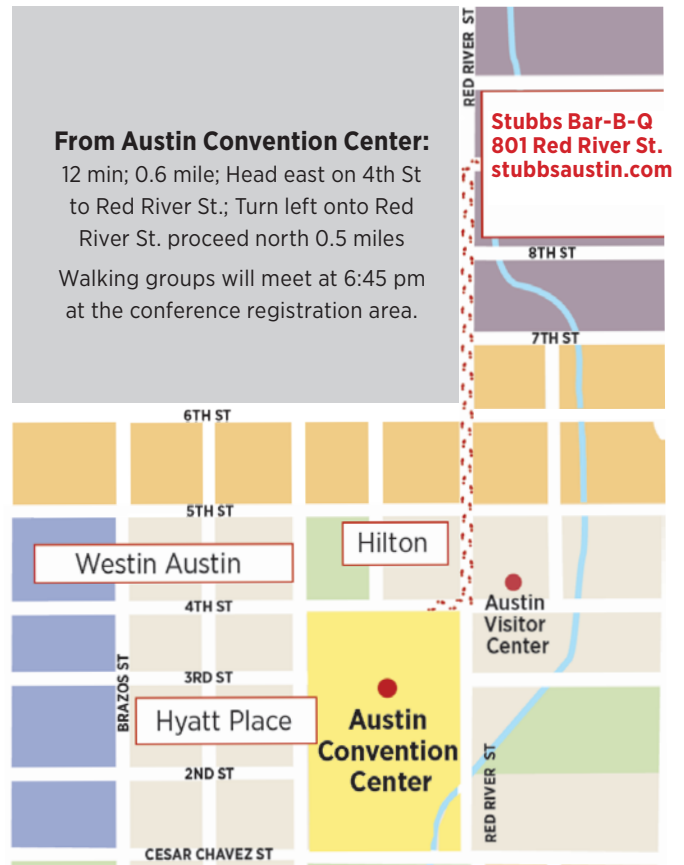 RED RIVER ST
From Austin Convention Center:
12 min; 0.6 mile; Head east on 4th St
to Red River St.; Turn left onto Red
River St. proceed north 0.5 miles
Walking groups will meet at 6:45 pm
at the conference registration area.
Stubbs Bar-B-Q
801 Red River St.
stubbsaustin.com
8TH ST
7TH ST
6TH ST
5TH ST
Hilton
Westin Austin
4TH ST
Austin
Visitor
Center
BRAZOS ST
3RD ST
Hyatt Place
Austin
Convention
Center
2ND ST
RED RIVER ST
CESAR CHAVEZ ST